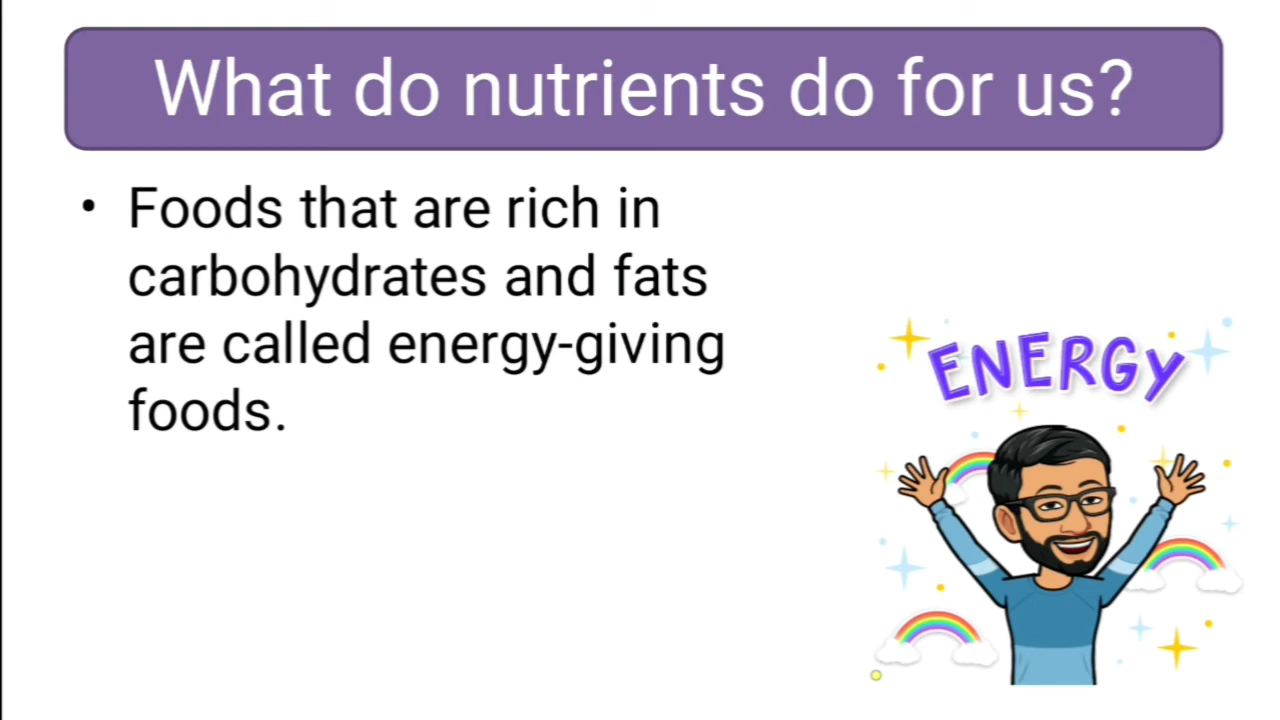 What do nutrients do for us?
• Foods that are rich in
carbohydrates and fats
are called energy-giving
foods.
ENERGY